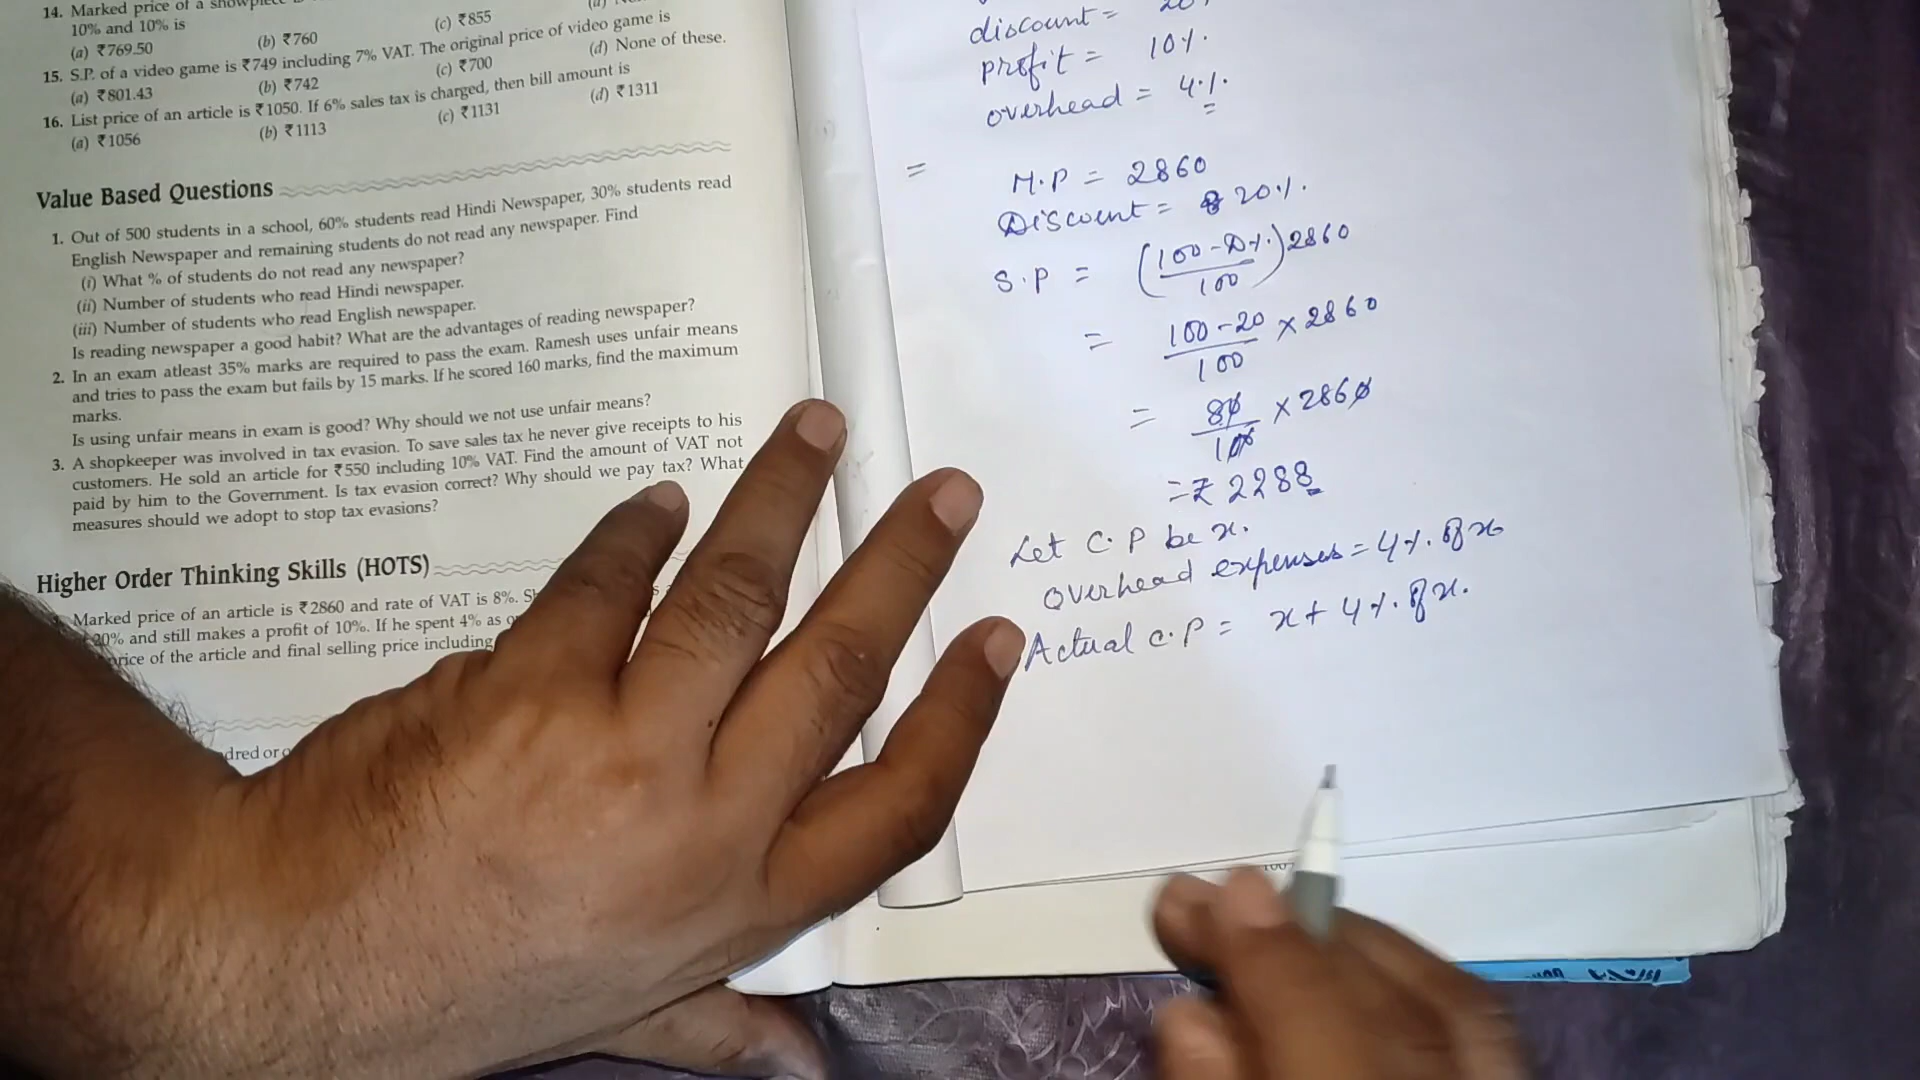 14. Marked price of a showpiece
10% and 10% is
(a) ₹769.50 (b) ₹760 (c) ₹855
15. S.P. of a video game is ₹749 including 7% VAT. The original price of video game is
(a) ₹801.43 (b) ₹742 (c) ₹700 (d) None of these.
16. List price of an article is ₹1050. If 6% sales tax is charged, then bill amount is
(a) ₹1056 (b) ₹1113 (c) ₹1131 (d) ₹1311
Value Based Questions
1. Out of 500 students in a school, 60% students read Hindi Newspaper, 30% students read
English Newspaper and remaining students do not read any newspaper. Find
(i) What % of students do not read any newspaper?
(ii) Number of students who read Hindi newspaper.
(iii) Number of students who read English newspaper.
Is reading newspaper a good habit? What are the advantages of reading newspaper?
2. In an exam atleast 35% marks are required to pass the exam. Ramesh uses unfair means
and tries to pass the exam but fails by 15 marks. If he scored 160 marks, find the maximum
marks.
Is using unfair means in exam is good? Why should we not use unfair means?
3. A shopkeeper was involved in tax evasion. To save sales tax he never give receipts to his
customers. He sold an article for ₹550 including 10% VAT. Find the amount of VAT not
paid by him to the Government. Is tax evasion correct? Why should we pay tax? What
measures should we adopt to stop tax evasions?
Higher Order Thinking Skills (HOTS)
Marked price of an article is ₹2860 and rate of VAT is 8%.
20% and still makes a profit of 10%. If he spent 4% as
price of the article and final selling price including
discount =
profit = 10%.
overhead = 4%.
= M.P = 2860
Discount = 20%.
S.P = (100-D%/100) 2860
= 100-20/100 × 2860
= 80/100 × 2860
= ₹ 2288
Let C.P be x.
overhead expenses = 4%. of x
Actual C.P = x + 4%. of x.